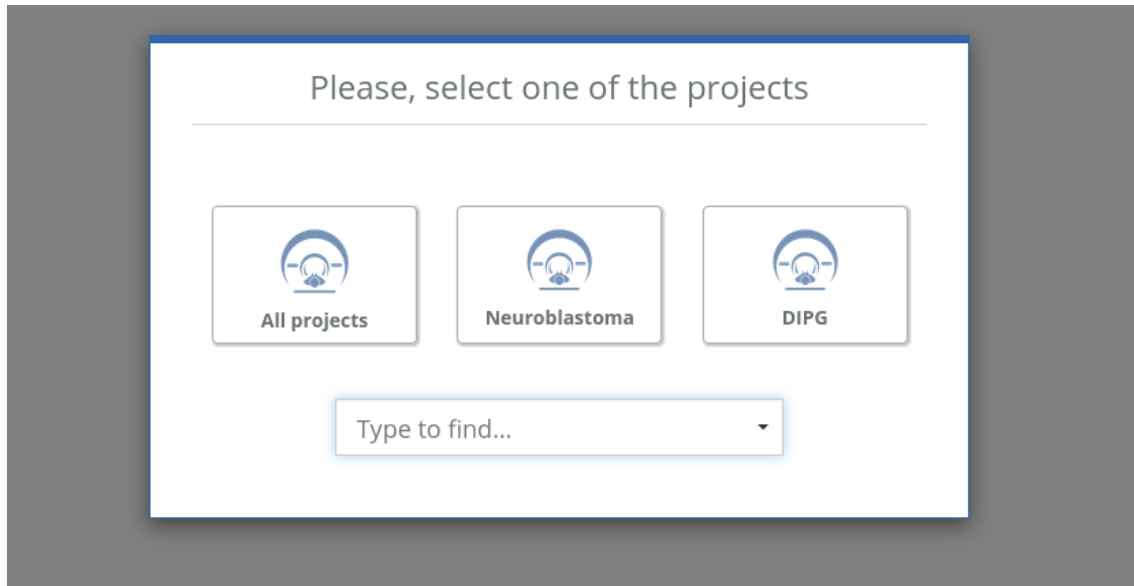 Please, select one of the projects
All projects
Neuroblastoma
DIPG
Type to find...